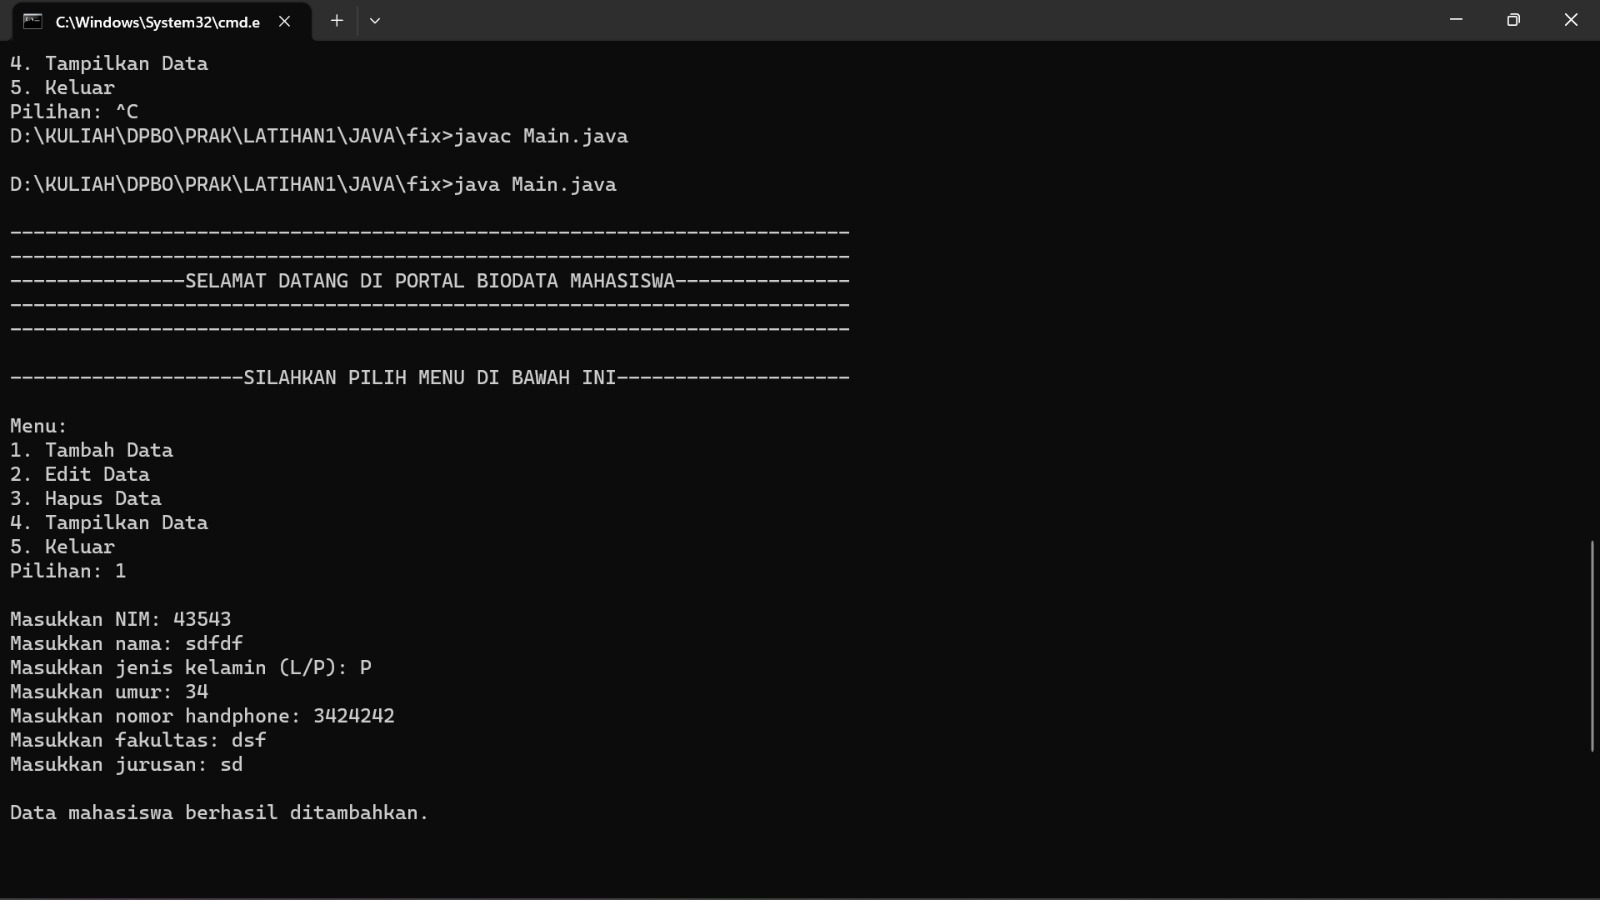 C:\Windows\System32\cmd.e
4. Tampilkan Data
5. Keluar
Pilihan: ^C
D:\KULIAH\DPBO\PRAK\LATIHAN1\JAVA\fix>javac Main.java
D:\KULIAH\DPBO\PRAK\LATIHAN1\JAVA\fix>java Main.java
------------------------------------------------------------------------
------------------------------------------------------------------------
---------------SELAMAT DATANG DI PORTAL BIODATA MAHASISWA---------------
------------------------------------------------------------------------
------------------------------------------------------------------------
--------------------SILAHKAN PILIH MENU DI BAWAH INI--------------------
Menu:
1. Tambah Data
2. Edit Data
3. Hapus Data
4. Tampilkan Data
5. Keluar
Pilihan: 1
Masukkan NIM: 43543
Masukkan nama: sdfdf
Masukkan jenis kelamin (L/P): P
Masukkan umur: 34
Masukkan nomor handphone: 3424242
Masukkan fakultas: dsf
Masukkan jurusan: sd
Data mahasiswa berhasil ditambahkan.